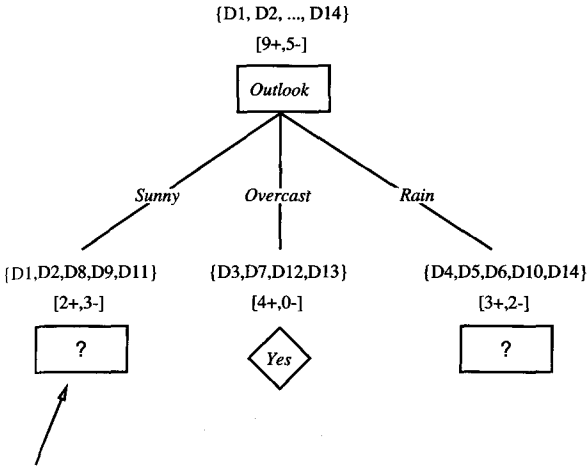 {D1, D2, ..., D14}
[9+,5-]
Outlook
Sunny
Overcast
Rain
{D1,D2,D8,D9,D11}
{D3,D7,D12,D13}
{D4,D5,D6,D10,D14}
[2+,3-]
[4+,0-]
[3+,2-]
?
Yes
?